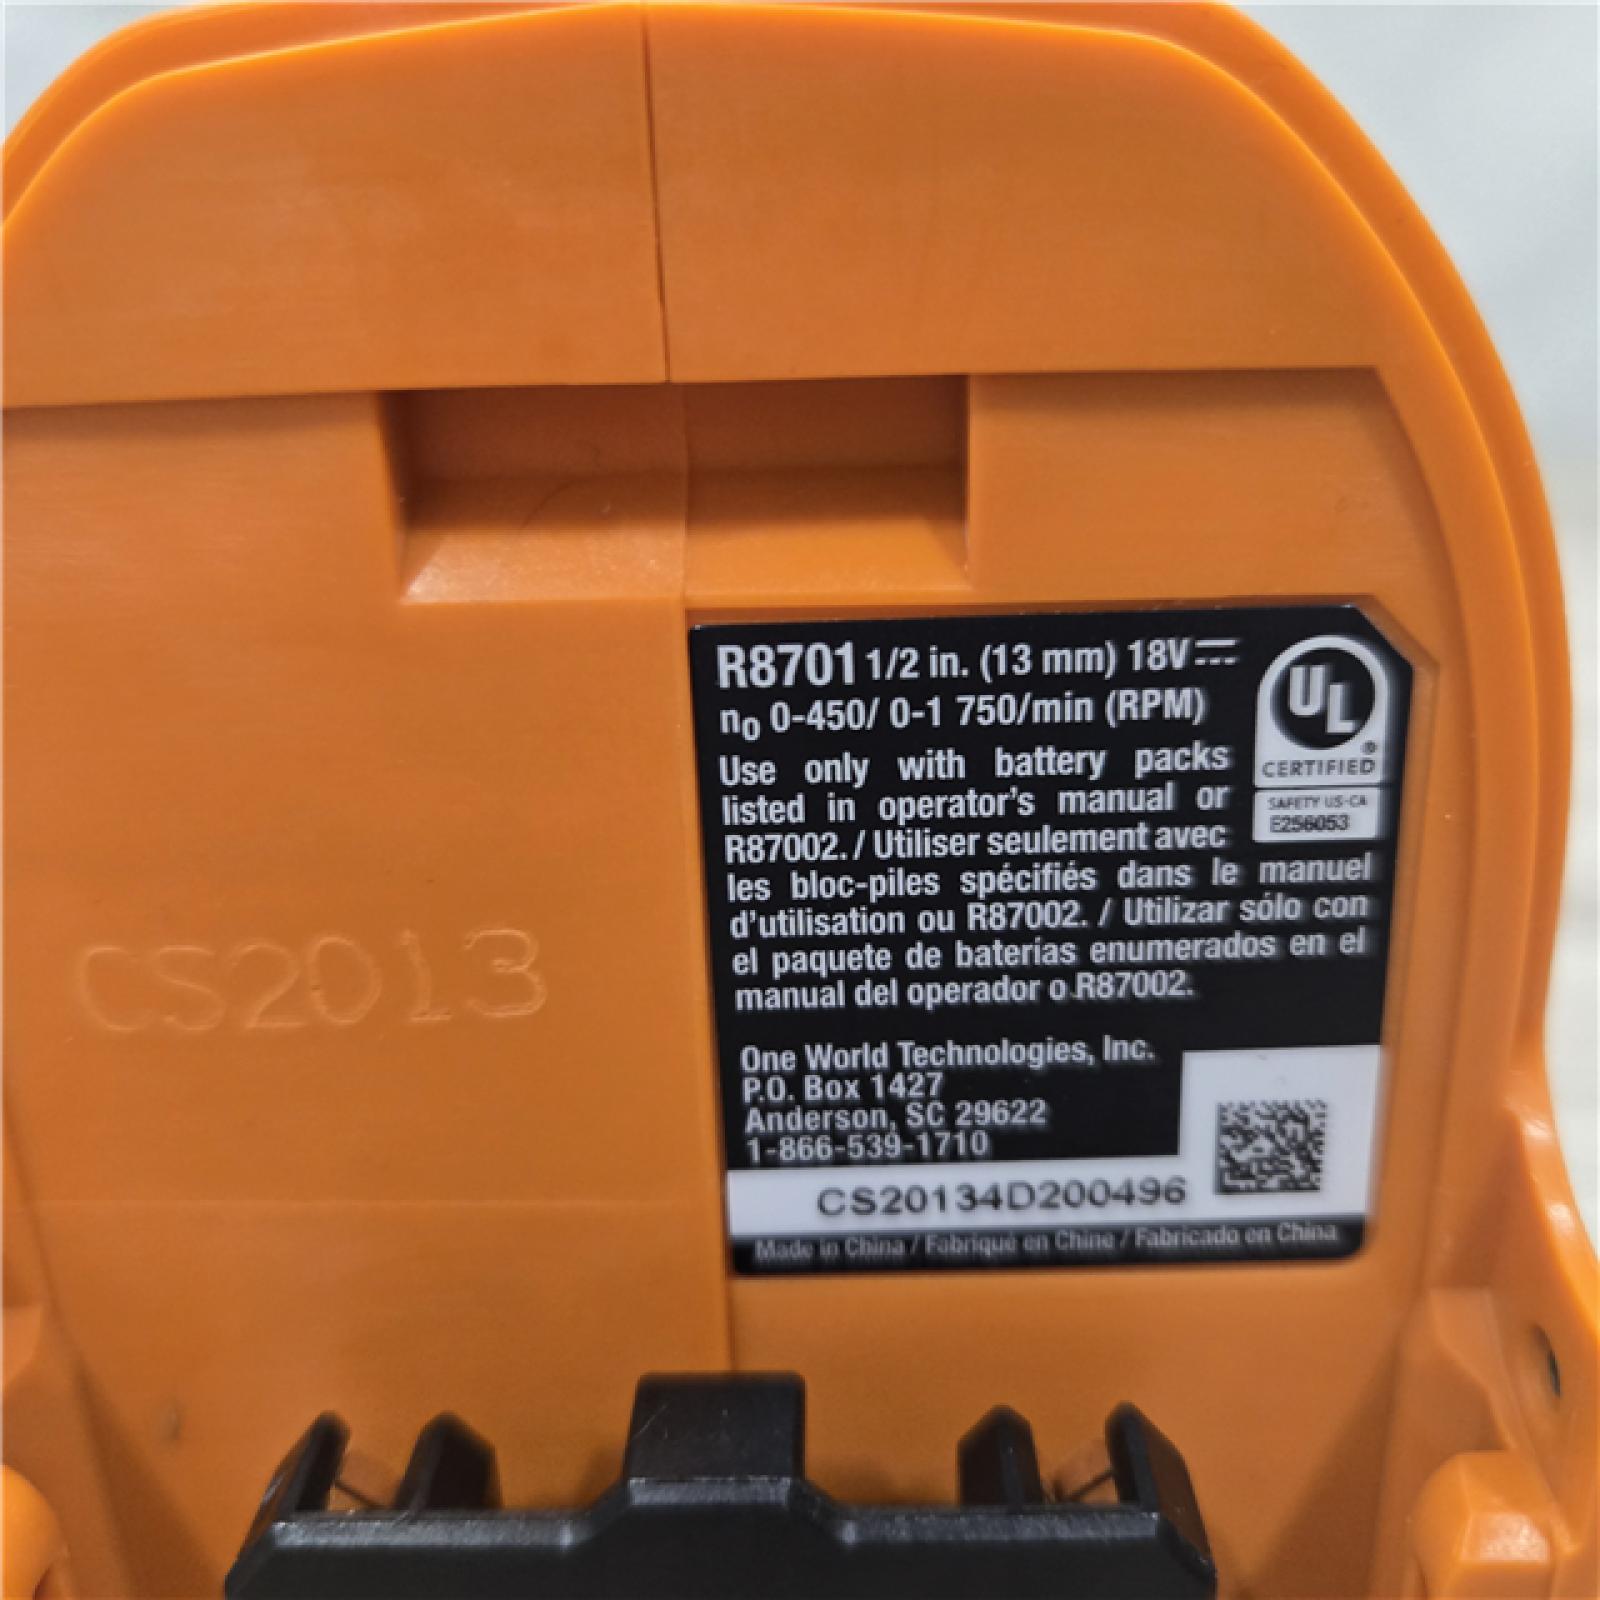 R8701 1/2 in. (13 mm) 18V
n0 0-450/ 0-1 750/min (RPM)
Use only with battery packs
listed in operator's manual or
R87002. / Utiliser seulement avec
les bloc-piles spécifiés dans le manuel
d'utilisation ou R87002. / Utilizar sólo con
el paquete de baterías enumerados en el
manual del operador o R87002.
UL
®
CERTIFIED
SAFETY US-CA
E256053
CS2013
One World Technologies, Inc.
P.O. Box 1427
Anderson, SC 29622
1-866-539-1710
CS20134D200496
Made in China / Fabriqué en Chine / Fabricado en China